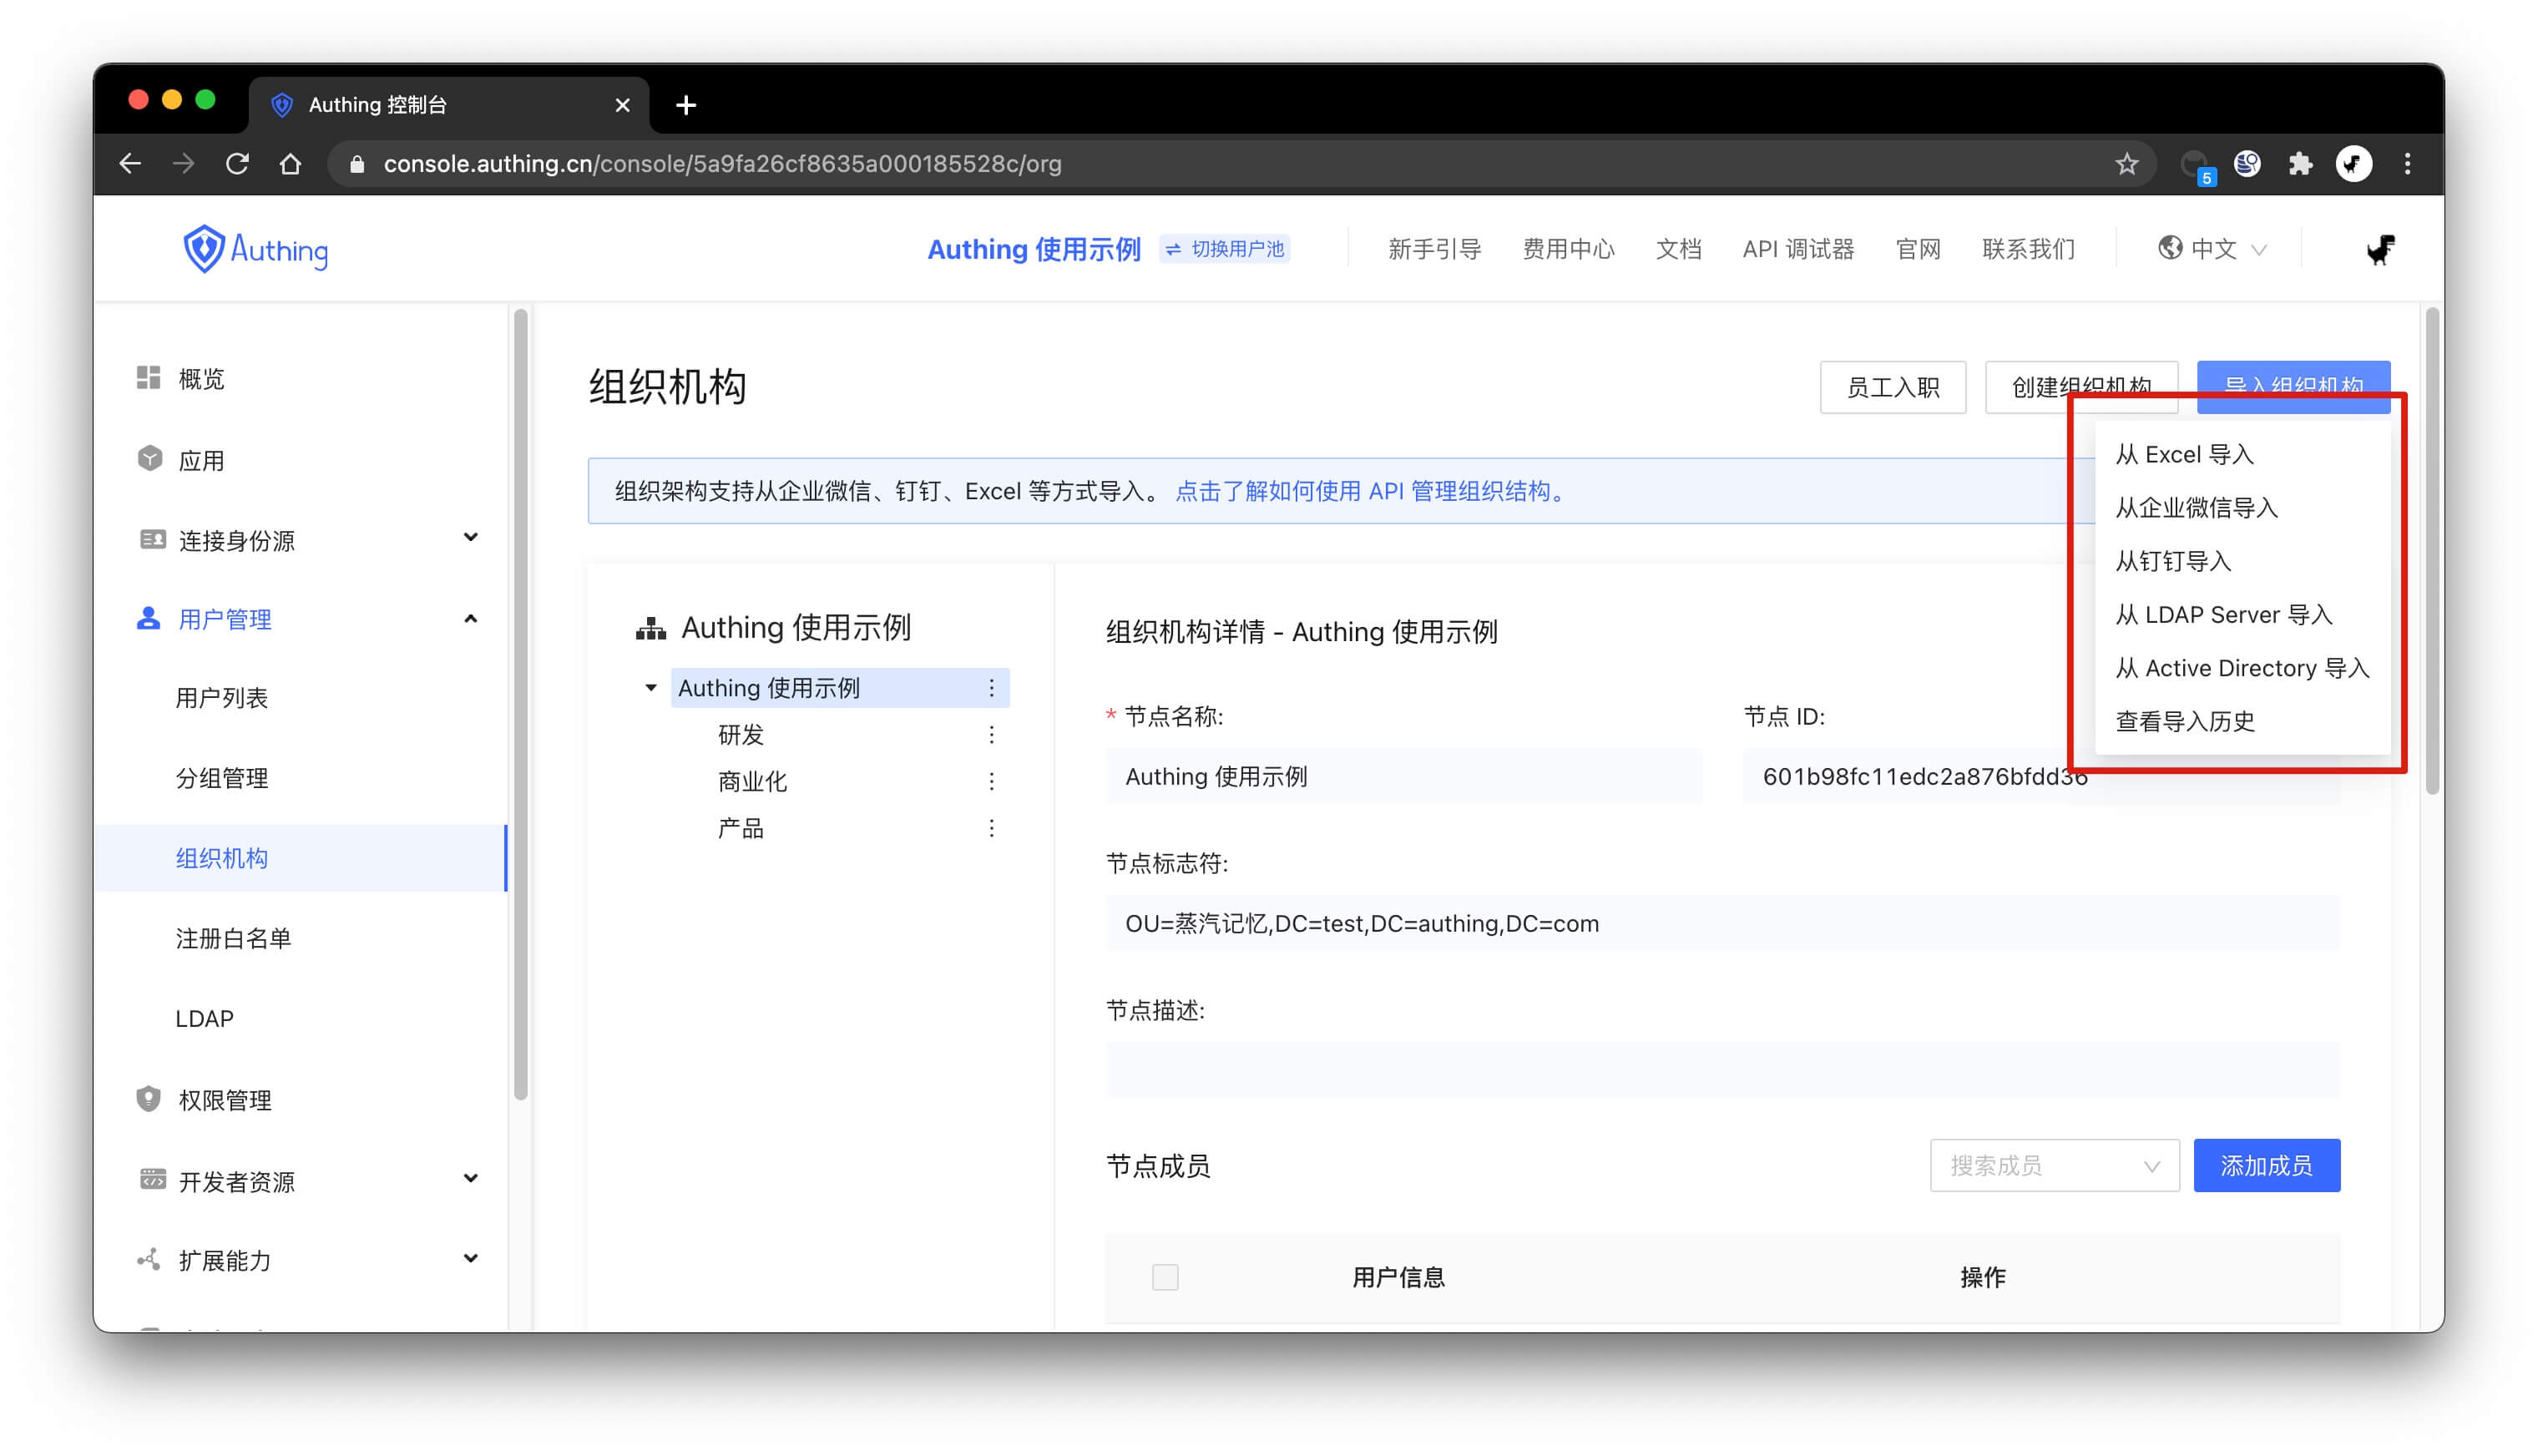 Authing 控制台
console.authing.cn/console/5a9fa26cf8635a000185528c/org
5
Authing
Authing 使用示例
切换用户池
新手引导
费用中心
文档
API 调试器
官网
联系我们
中文
概览
应用
连接身份源
用户管理
用户列表
分组管理
组织机构
注册白名单
LDAP
权限管理
开发者资源
扩展能力
组织机构
员工入职
创建组织机构
导入组织机构
组织架构支持从企业微信、钉钉、Excel 等方式导入。 点击了解如何使用 API 管理组织结构。
从 Excel 导入
从企业微信导入
从钉钉导入
从 LDAP Server 导入
从 Active Directory 导入
查看导入历史
Authing 使用示例
Authing 使用示例
研发
商业化
产品
组织机构详情 - Authing 使用示例
* 节点名称:
Authing 使用示例
节点 ID:
601b98fc11edc2a876bfdd36
节点标志符:
OU=蒸汽记忆,DC=test,DC=authing,DC=com
节点描述:
节点成员
搜索成员
添加成员
用户信息
操作